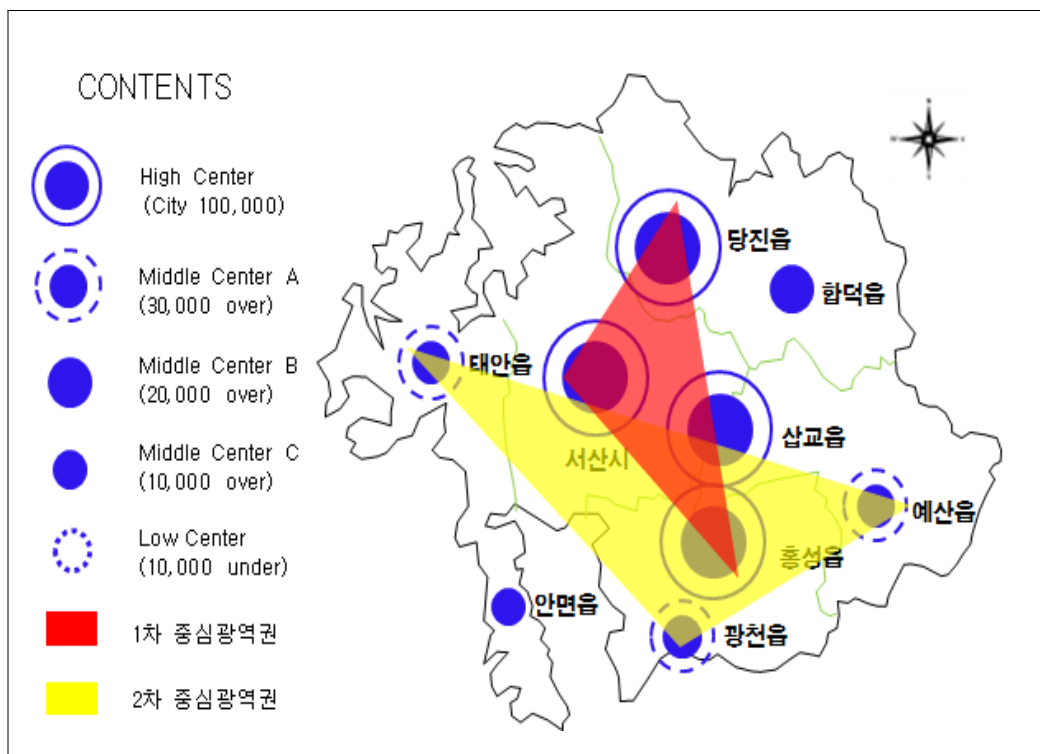 CONTENTS
High Center
(City 100,000)
Middle Center A
(30,000 over)
Middle Center B
(20,000 over)
Middle Center C
(10,000 over)
Low Center
(10,000 under)
1차 중심광역권
2차 중심광역권
당진읍
합덕읍
태안읍
서산시
삽교읍
예산읍
홍성읍
안면읍
광천읍